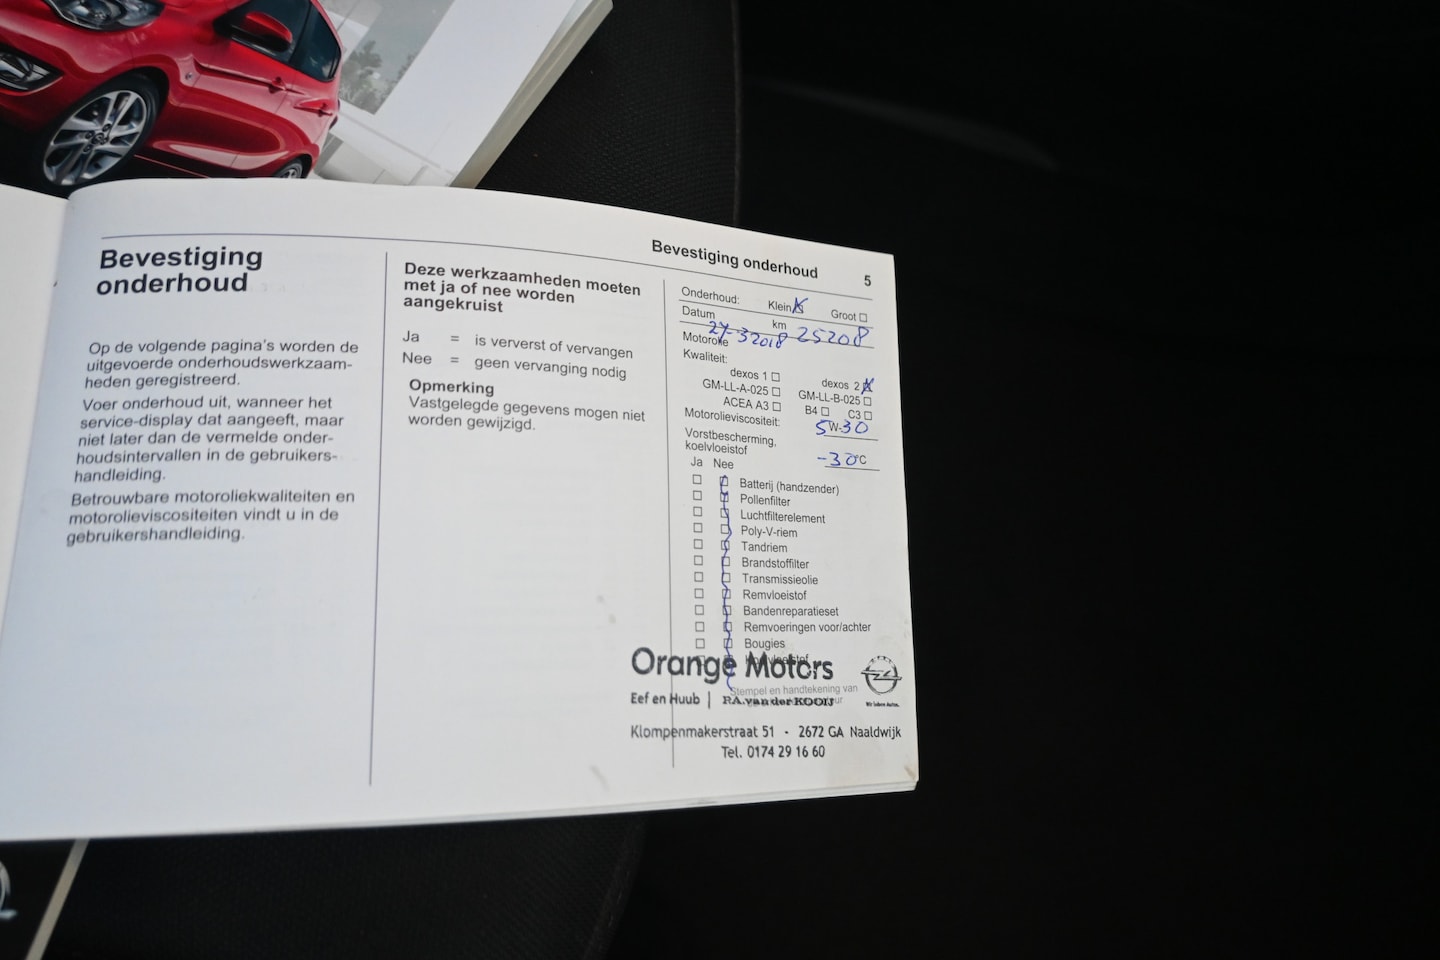 Bevestiging onderhoud
5
Bevestiging
onderhoud
Op de volgende pagina's worden de
uitgevoerde onderhoudswerkzaam-
heden geregistreerd.
Voer onderhoud uit, wanneer het
service-display dat aangeeft, maar
niet later dan de vermelde onder-
houdsintervallen in de gebruikers-
handleiding.
Betrouwbare motoroliekwaliteiten en
motorolieviscositeiten vindt u in de
gebruikershandleiding.
Deze werkzaamheden moeten
met ja of nee worden
aangekruist
Ja = is ververst of vervangen
Nee = geen vervanging nodig
Opmerking
Vastgelegde gegevens mogen niet
worden gewijzigd.
Onderhoud: Klein Groot
Datum km
3 2018 25208
Motorolie
Kwaliteit:
dexos 1 dexos 2
GM-LL-A-025 GM-LL-B-025
ACEA A3 B4 C3
Motorolieviscositeit: 5W-30
Vorstbescherming,
koelvloeistof -30°C
Ja Nee
Batterij (handzender)
Pollenfilter
Luchtfilterelement
Poly-V-riem
Tandriem
Brandstoffilter
Transmissieolie
Remvloeistof
Bandenreparatieset
Remvoeringen voor/achter
Bougies
Orange Motors
Stempel en handtekening van
Eef en Huub | P.A. van der KOOIJ
Klompenmakerstraat 51 - 2672 GA Naaldwijk
Tel. 0174 29 16 60